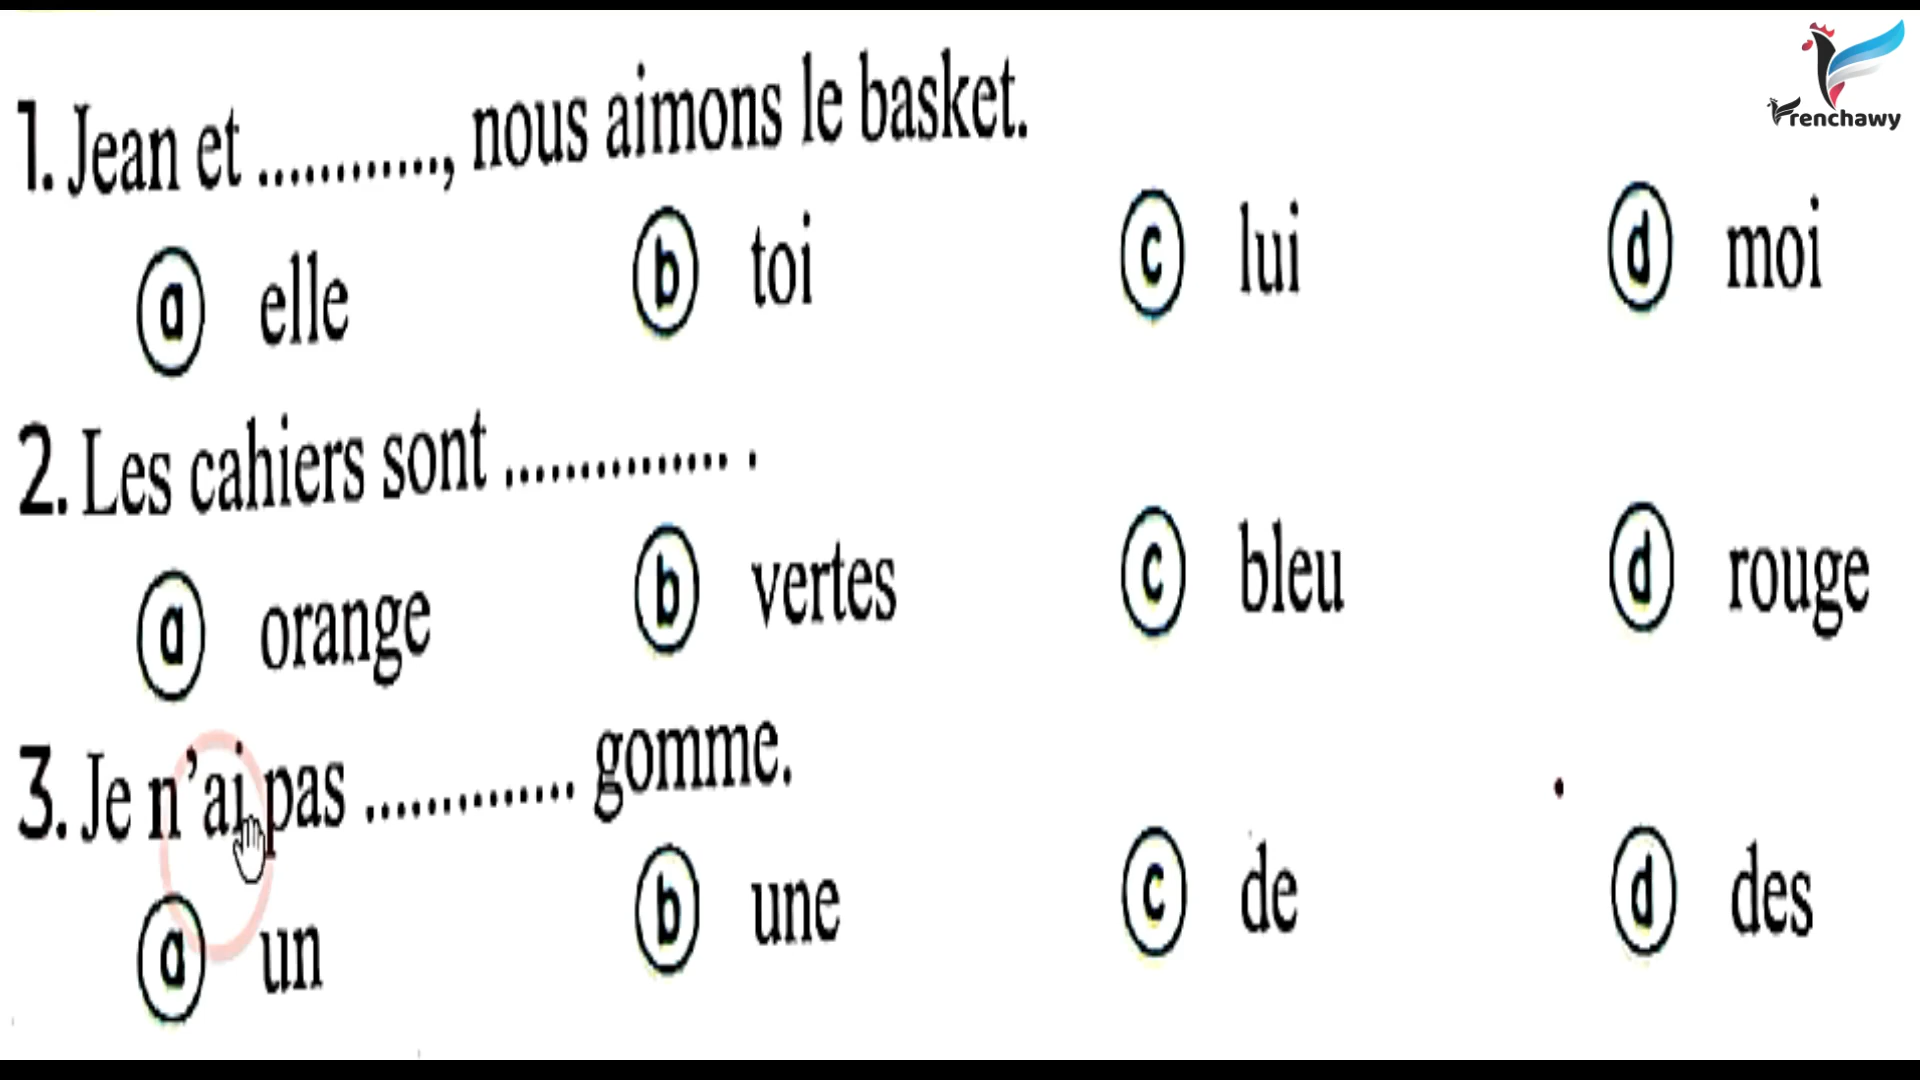 Frenchawy
1. Jean et ............, nous aimons le basket.
a elle b toi c lui d moi
2. Les cahiers sont ............... .
a orange b vertes c bleu d rouge
3. Je n'ai pas .............. gomme.
a un b une c de d des